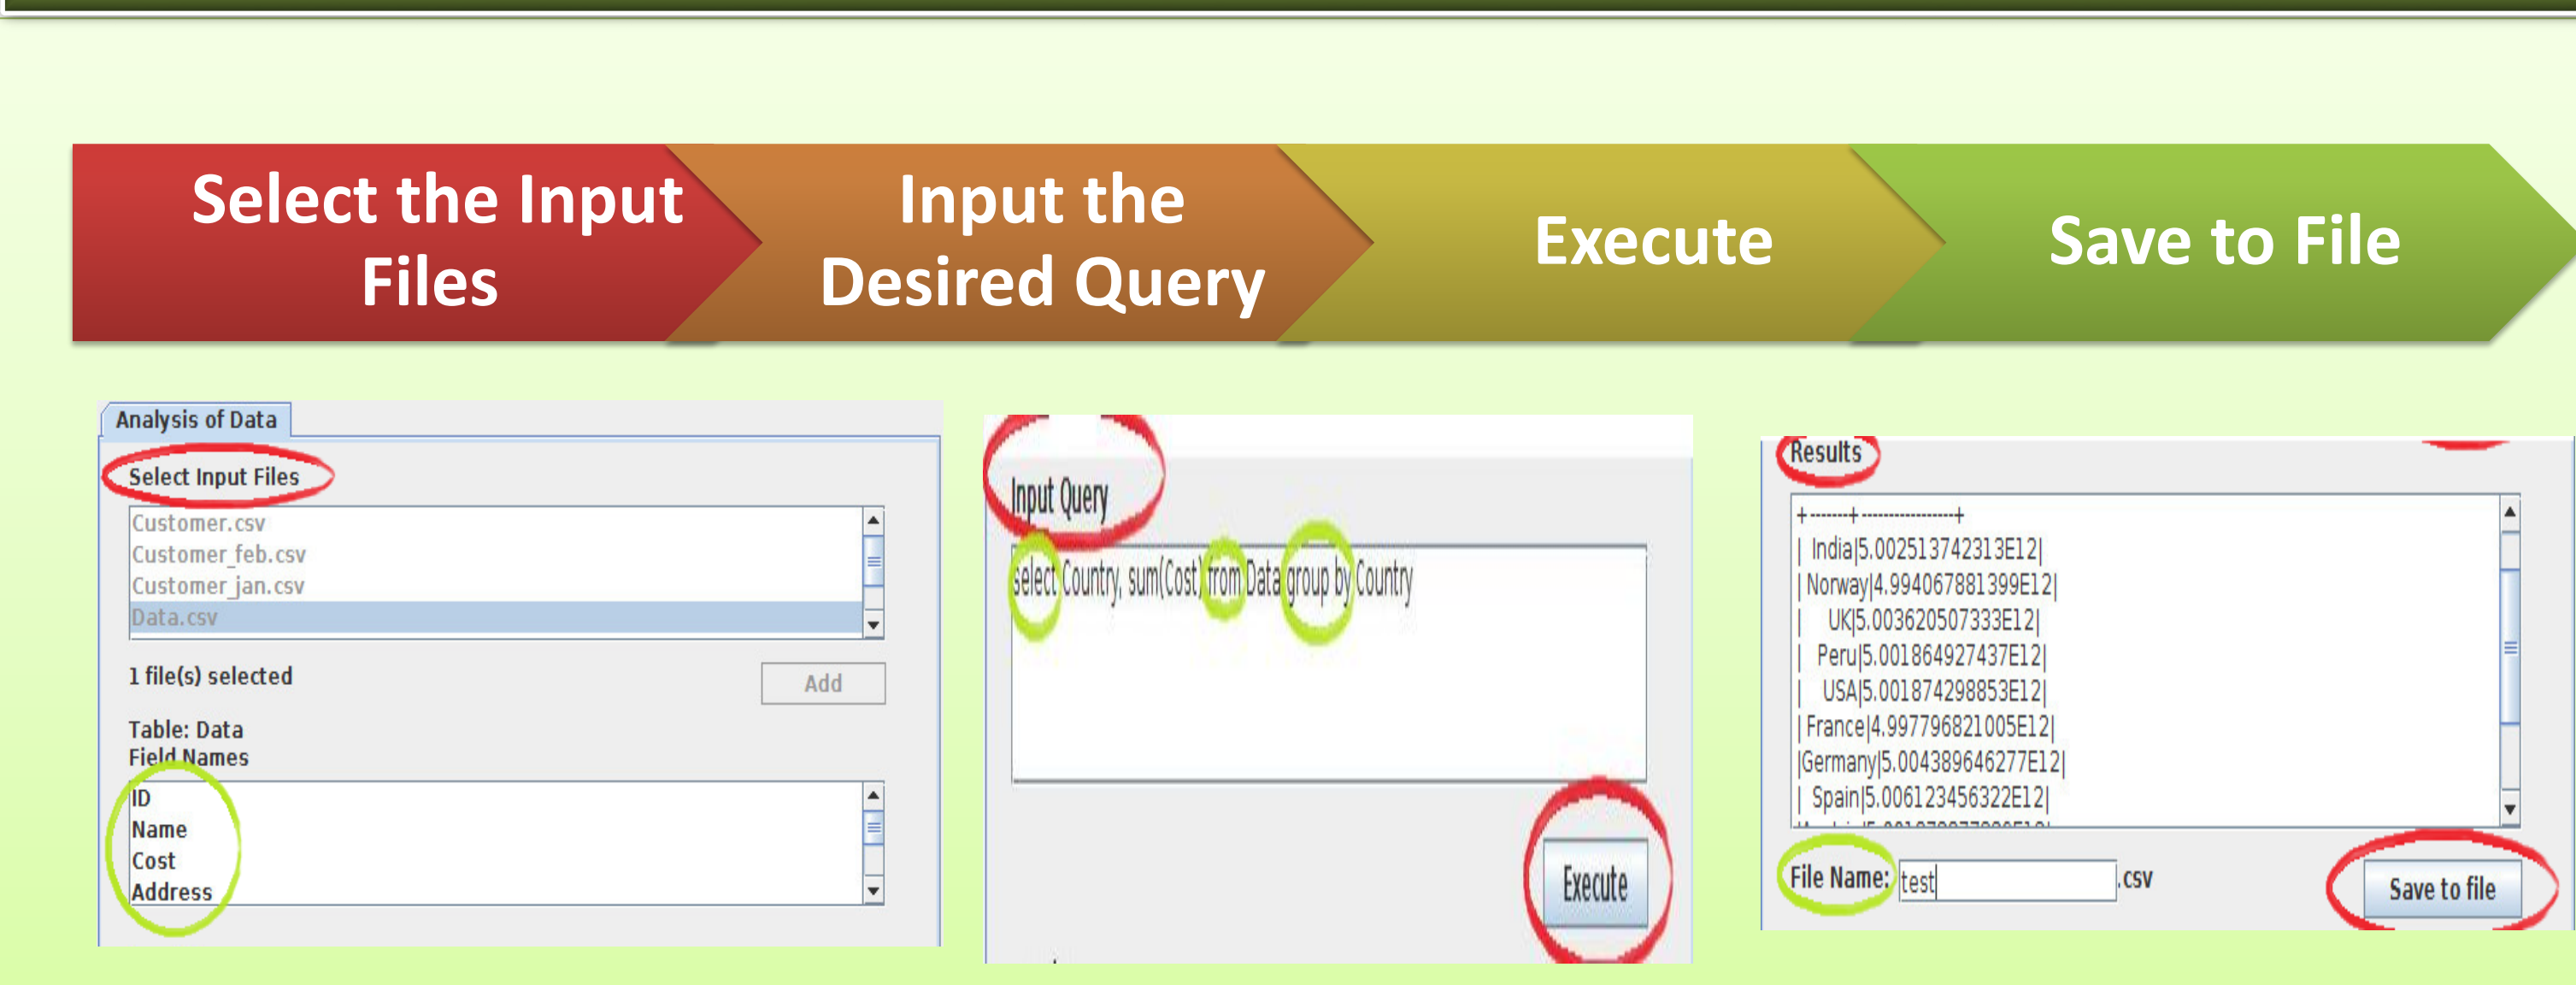 Select the Input
Files
Input the
Desired Query
Execute
Save to File
Analysis of Data
Select Input Files
Customer.csv
Customer_feb.csv
Customer_jan.csv
Data.csv
1 file(s) selected
Add
Table: Data
Field Names
ID
Name
Cost
Address
Input Query
select Country, sum(Cost) from Data group by Country
Execute
Results
+-------+----------------+
| India|5.002513742313E12|
| Norway|4.994067881399E12|
| UK|5.003620507333E12|
| Peru|5.001864927437E12|
| USA|5.001874298853E12|
| France|4.997796821005E12|
|Germany|5.004389646277E12|
| Spain|5.006123456322E12|
File Name: test .csv
Save to file